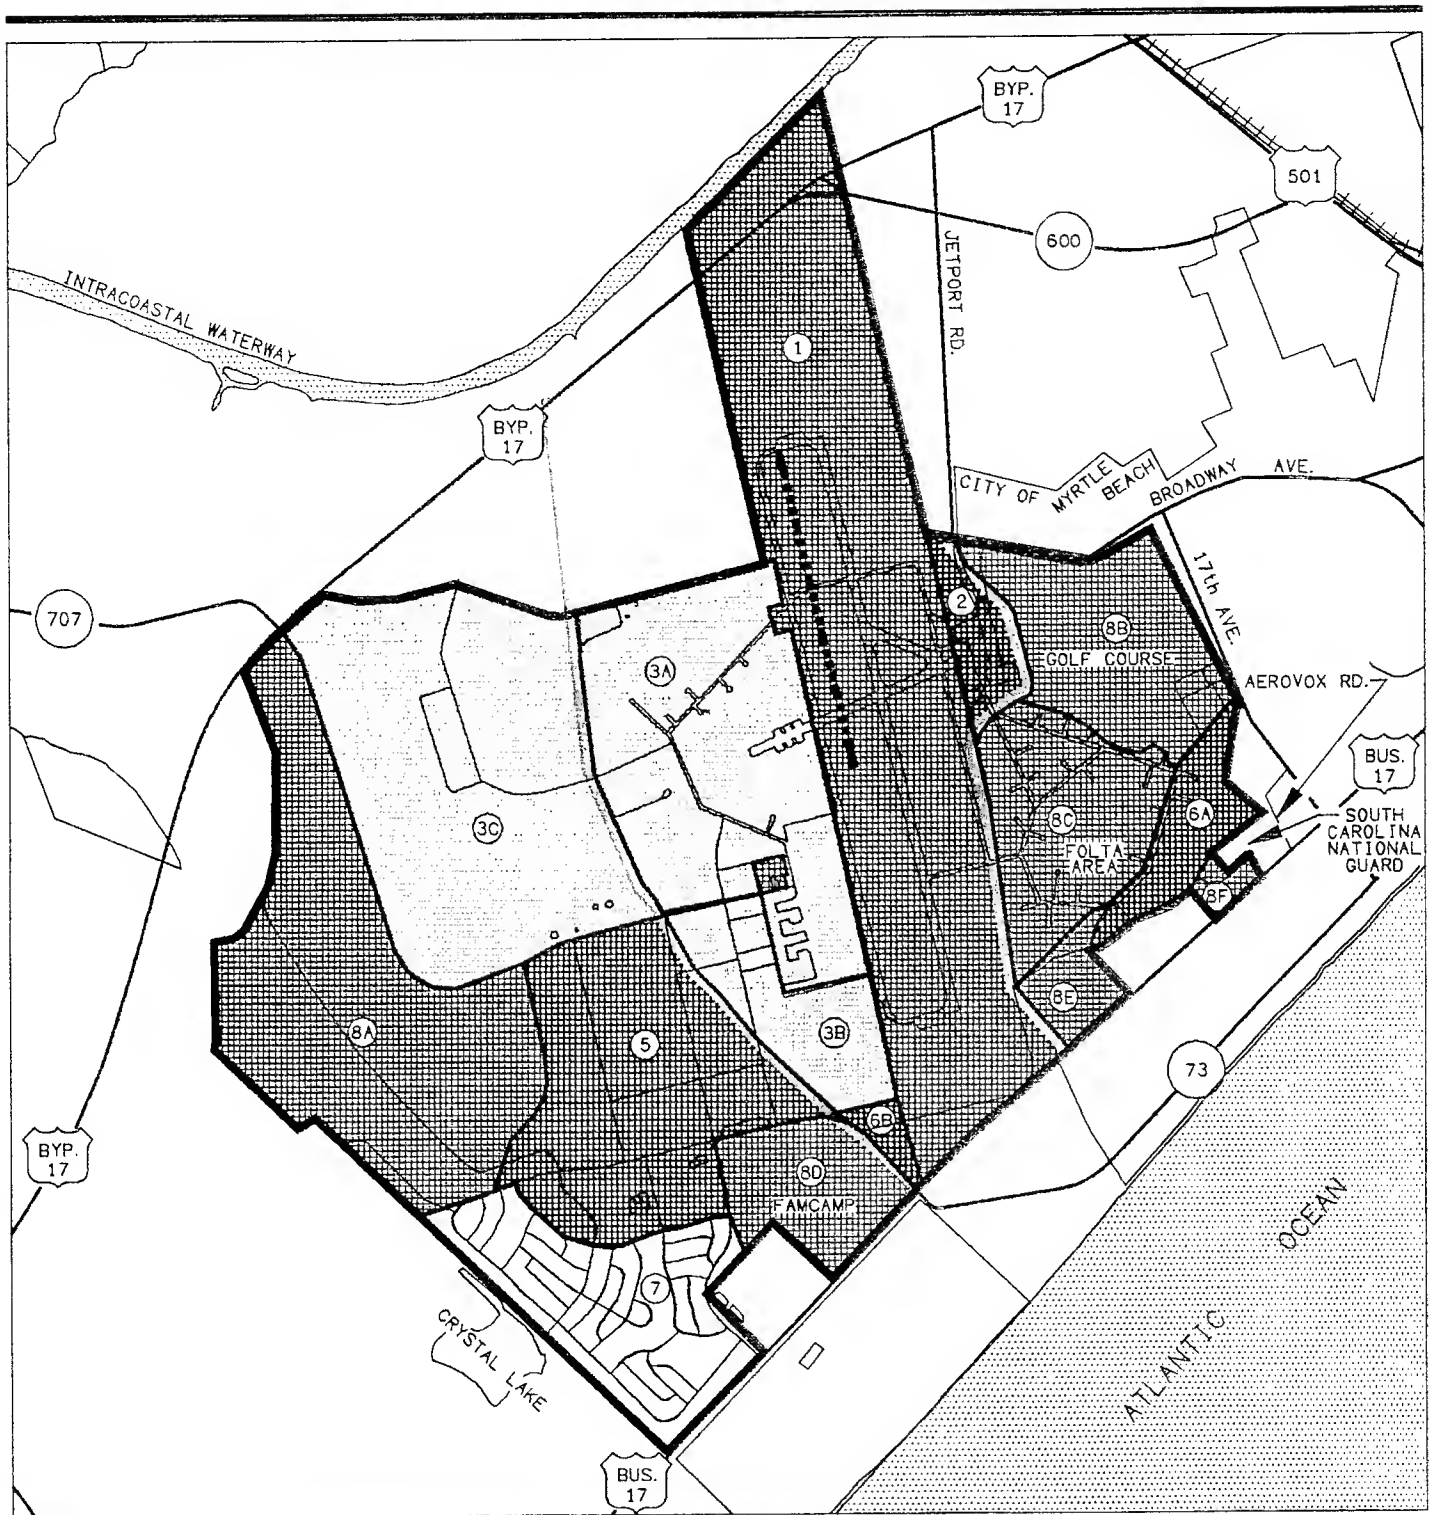 BYP.
17
501
600
JETPORT RD.
INTRACOASTAL WATERWAY
1
BYP.
17
CITY OF MYRTLE BEACH
BROADWAY AVE.
17th AVE.
707
2
8B
GOLF COURSE
3A
AEROVOX RD.
BUS.
17
3C
8C
6A
SOUTH
CAROLINA
NATIONAL
GUARD
FOLTA
AREA
8F
8E
8A
5
3B
73
6B
BYP.
17
8D
FAMCAMP
7
CRYSTAL LAKE
ATLANTIC OCEAN
BUS.
17